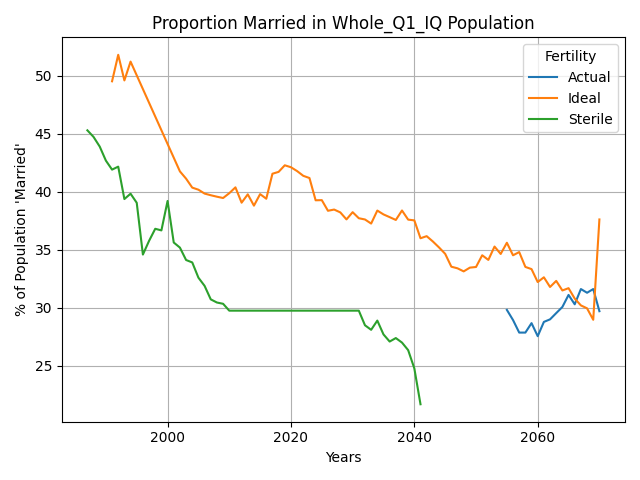 Proportion Married in Whole_Q1_IQ Population
% of Population 'Married'
50
45
40
35
30
25
Fertility
Actual
Ideal
Sterile
2000
2020
2040
2060
Years